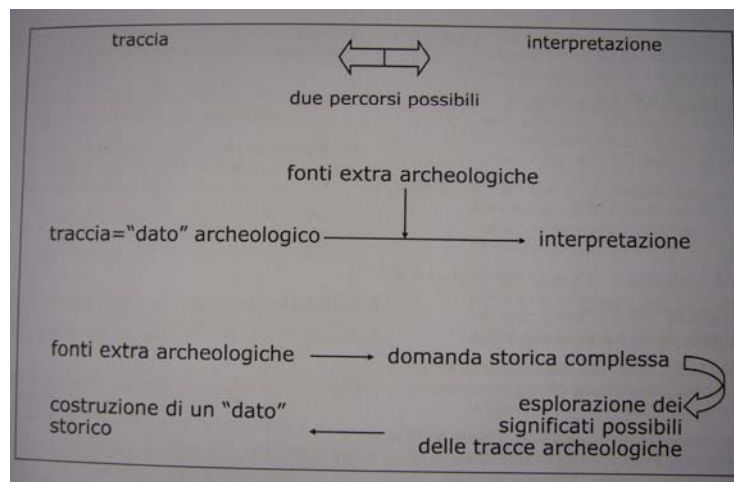 traccia
interpretazione
due percorsi possibili
fonti extra archeologiche
traccia="dato" archeologico
interpretazione
fonti extra archeologiche
domanda storica complessa
esplorazione dei
significati possibili
delle tracce archeologiche
costruzione di un "dato"
storico